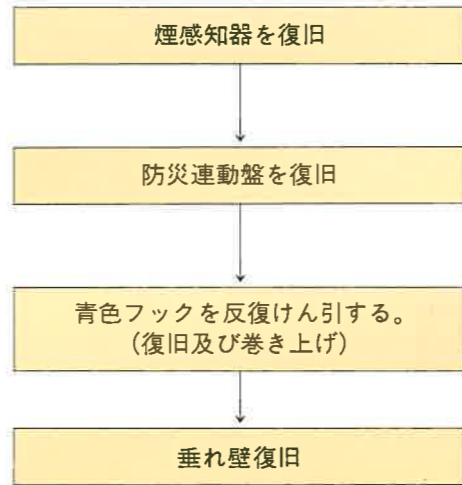 煙感知器を復旧
防災連動盤を復旧
青色フックを反復けん引する。
(復旧及び巻き上げ)
垂れ壁復旧